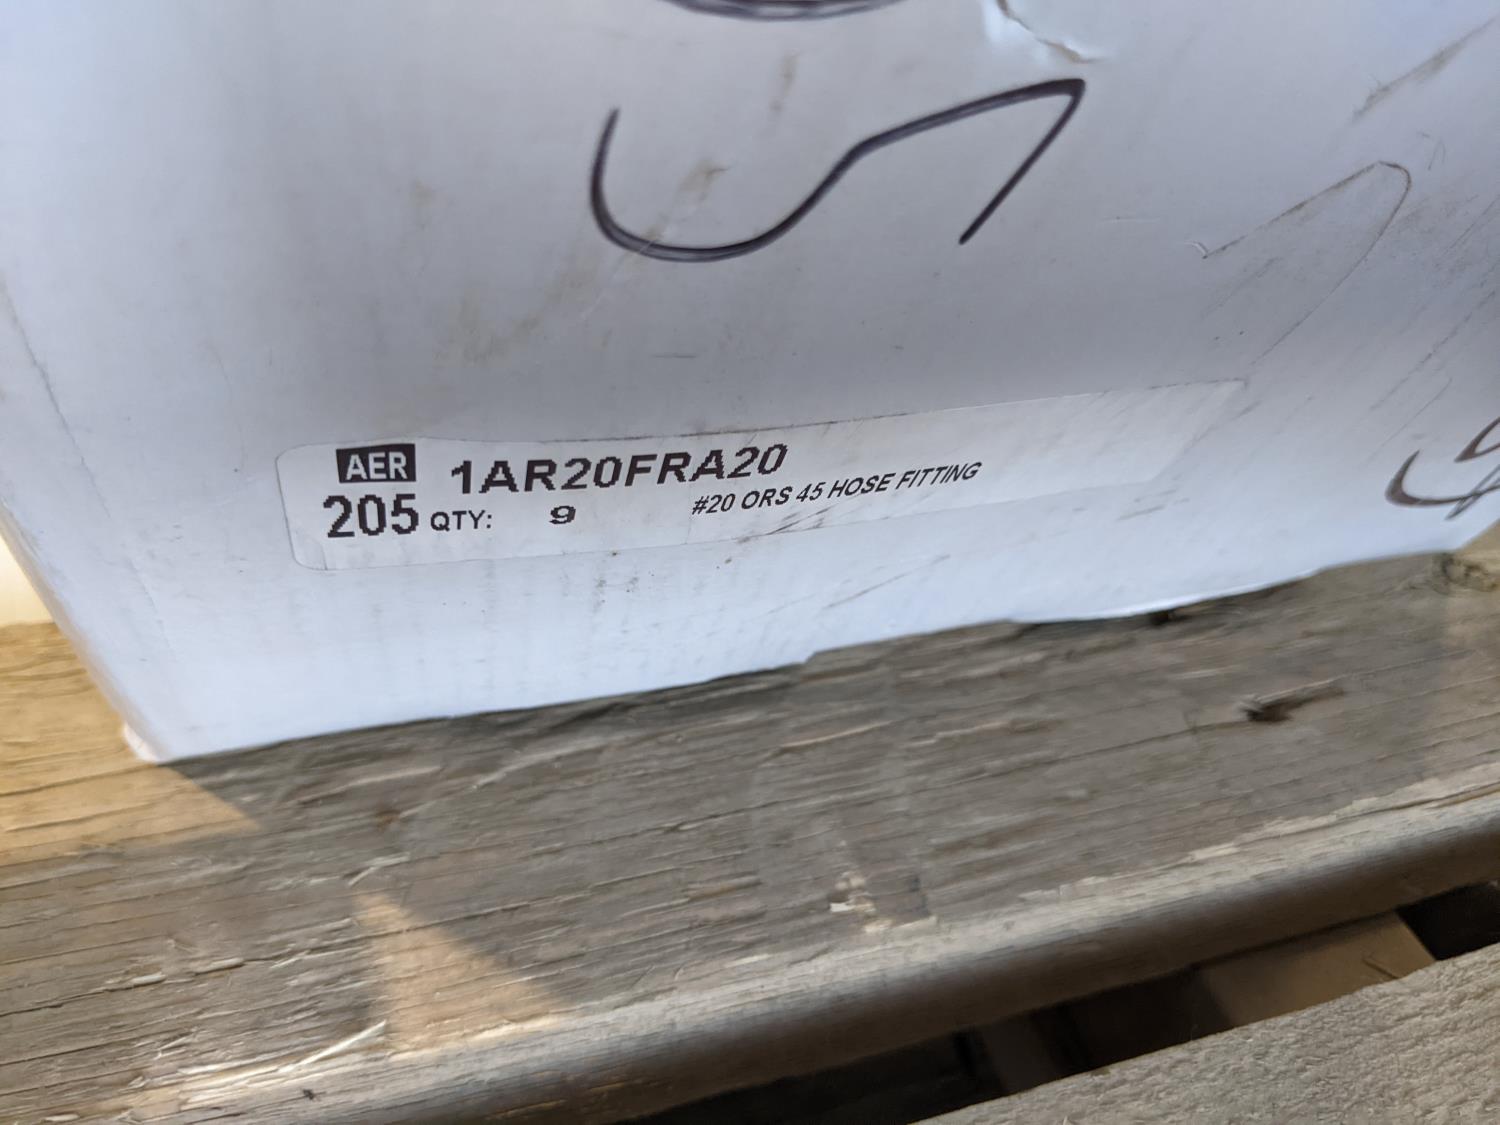 AER 1AR20FRA20
205 QTY: 9 #20 ORS 45 HOSE FITTING